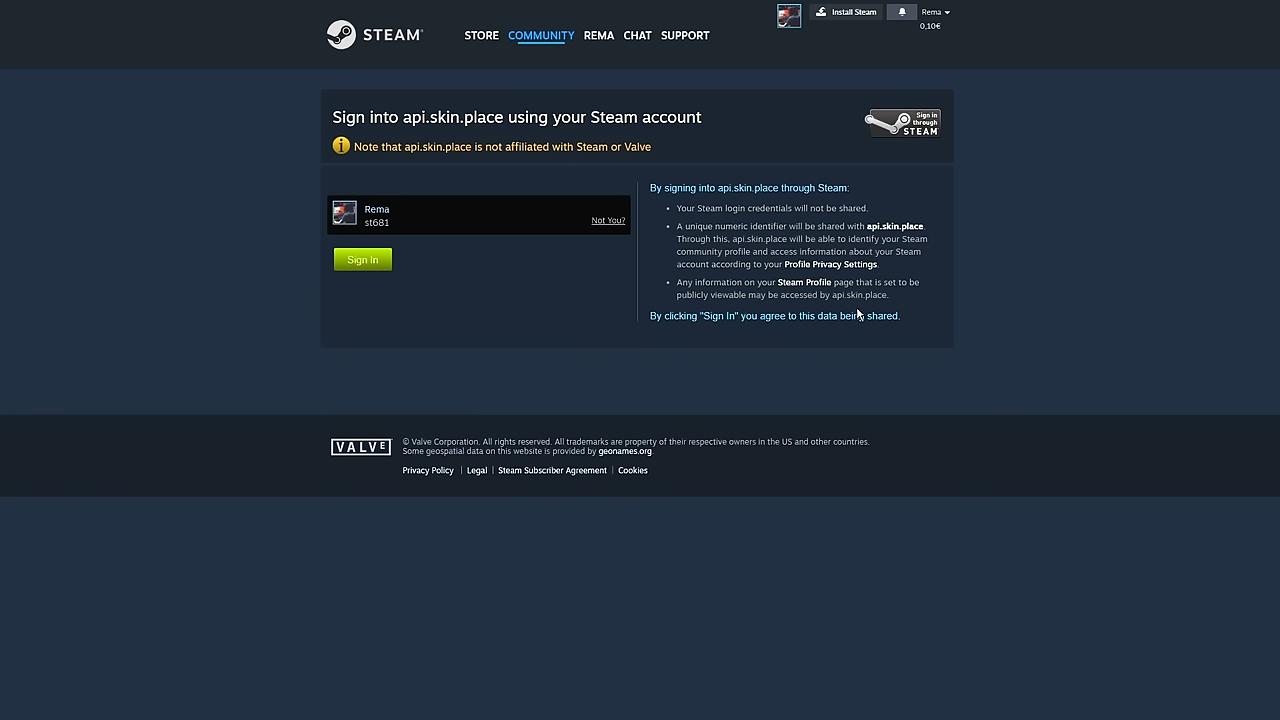 STEAM®
STORE COMMUNITY REMA CHAT SUPPORT
Install Steam
Rema
0,10€
Sign into api.skin.place using your Steam account
Note that api.skin.place is not affiliated with Steam or Valve
Sign in
through
STEAM
Rema
st681
Not You?
Sign In
By signing into api.skin.place through Steam:
• Your Steam login credentials will not be shared.
• A unique numeric identifier will be shared with api.skin.place.
Through this, api.skin.place will be able to identify your Steam
community profile and access information about your Steam
account according to your Profile Privacy Settings.
• Any information on your Steam Profile page that is set to be
publicly viewable may be accessed by api.skin.place.
By clicking "Sign In" you agree to this data being shared.
VALVE
© Valve Corporation. All rights reserved. All trademarks are property of their respective owners in the US and other countries.
Some geospatial data on this website is provided by geonames.org.
Privacy Policy | Legal | Steam Subscriber Agreement | Cookies